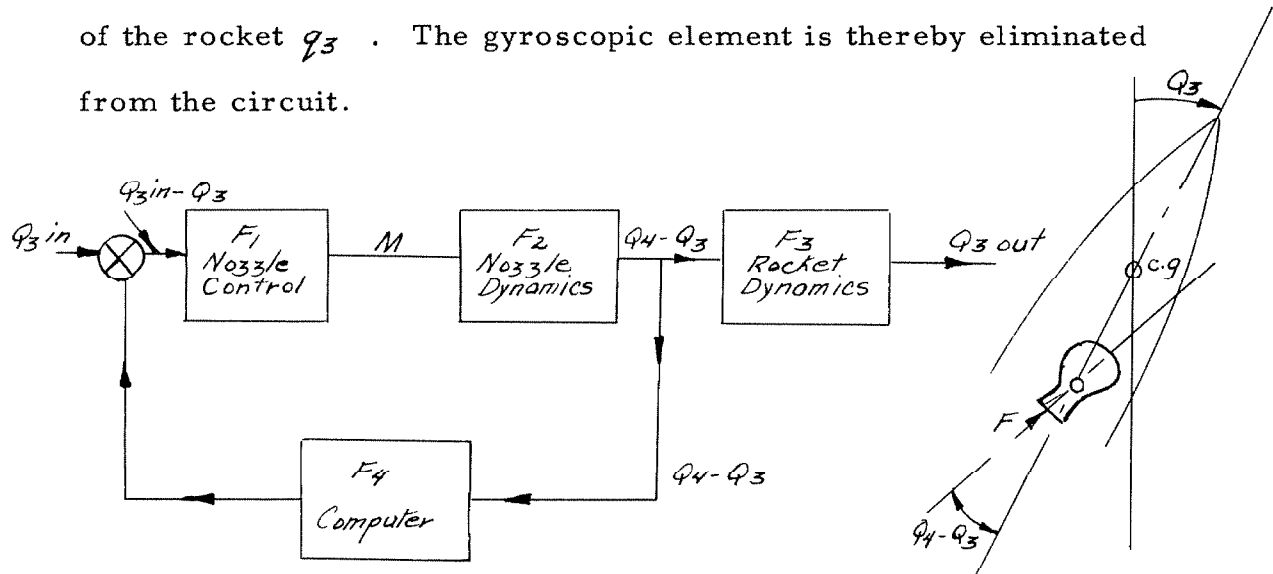 of the rocket q3 . The gyroscopic element is thereby eliminated
from the circuit.
Q3
Q3in-Q3
Q3 in
F1
Nozzle
Control
M
F2
Nozzle
Dynamics
Q4-Q3
F3
Rocket
Dynamics
Q3 out
c.g
F
F4
Computer
Q4-Q3
Q4-Q3